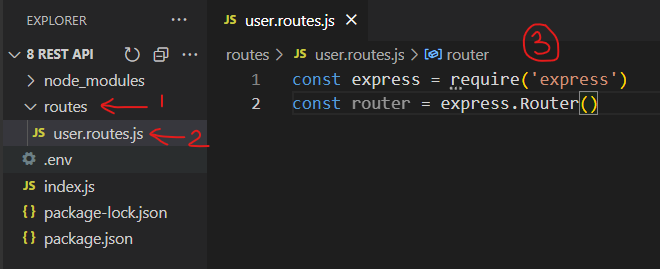 EXPLORER
8 REST API
node_modules
routes
1
JS user.routes.js
2
.env
JS index.js
{} package-lock.json
{} package.json
JS user.routes.js ×
routes > JS user.routes.js > router
3
1 const express = require('express')
2 const router = express.Router()